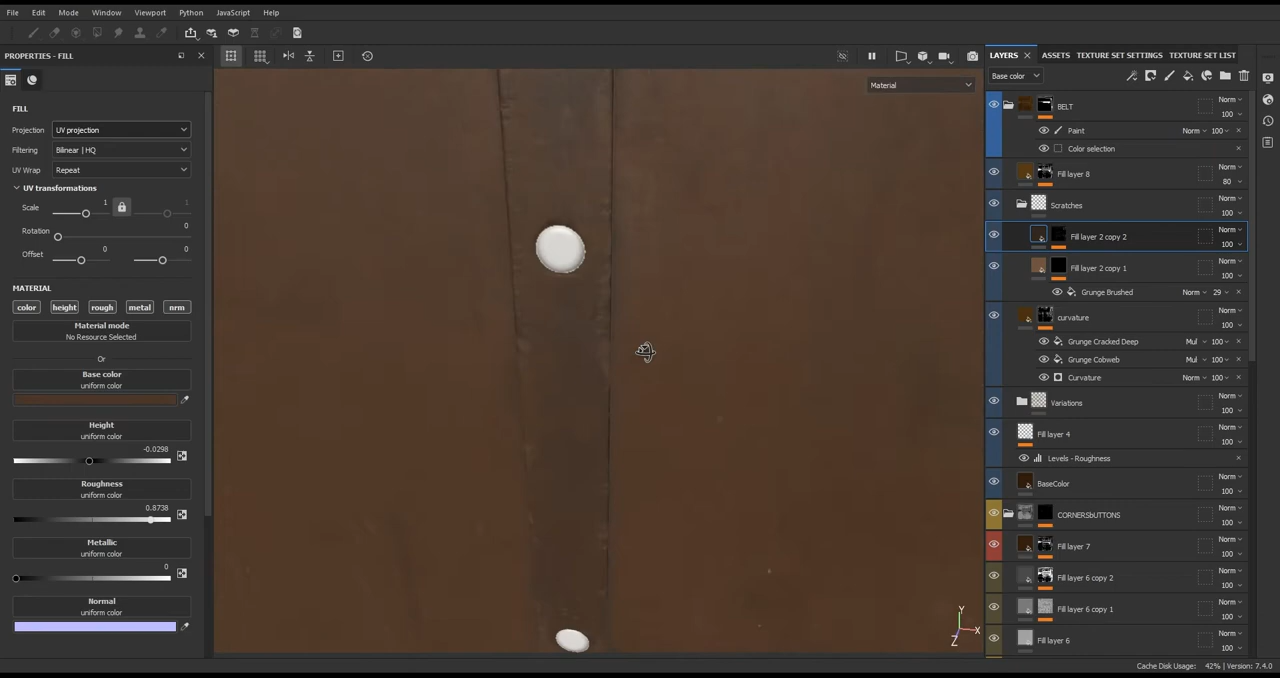 File Edit Mode Window Viewport Python JavaScript Help
PROPERTIES - FILL
LAYERS ASSETS TEXTURE SET SETTINGS TEXTURE SET LIST
Base color
Material
FILL
Projection UV projection
Filtering Bilinear | HQ
UV Wrap Repeat
UV transformations
Scale 1 1
Rotation 0
Offset 0 0
MATERIAL
color height rough metal nrm
Material mode
No Resource Selected
Or
Base color
uniform color
Height
uniform color
-0.0298
Roughness
uniform color
0.8738
Metallic
uniform color
0
Normal
uniform color
BELT Norm 100
Paint Norm 100
Color selection
Fill layer 8 Norm 80
Scratches Norm 100
Fill layer 2 copy 2 Norm 100
Fill layer 2 copy 1 Norm 100
Grunge Brushed Norm 29
curvature Norm 100
Grunge Cracked Deep Mul 100
Grunge Cobweb Mul 100
Curvature Norm 100
Variations Norm 100
Fill layer 4 Norm 100
Levels - Roughness
BaseColor Norm 100
CORNERSbUTTONS Norm 100
Fill layer 7 Norm 100
Fill layer 6 copy 2 Norm 100
Fill layer 6 copy 1 Norm 100
Fill layer 6 Norm 100
Y
X
Z
Cache Disk Usage: 42% | Version: 7.4.0